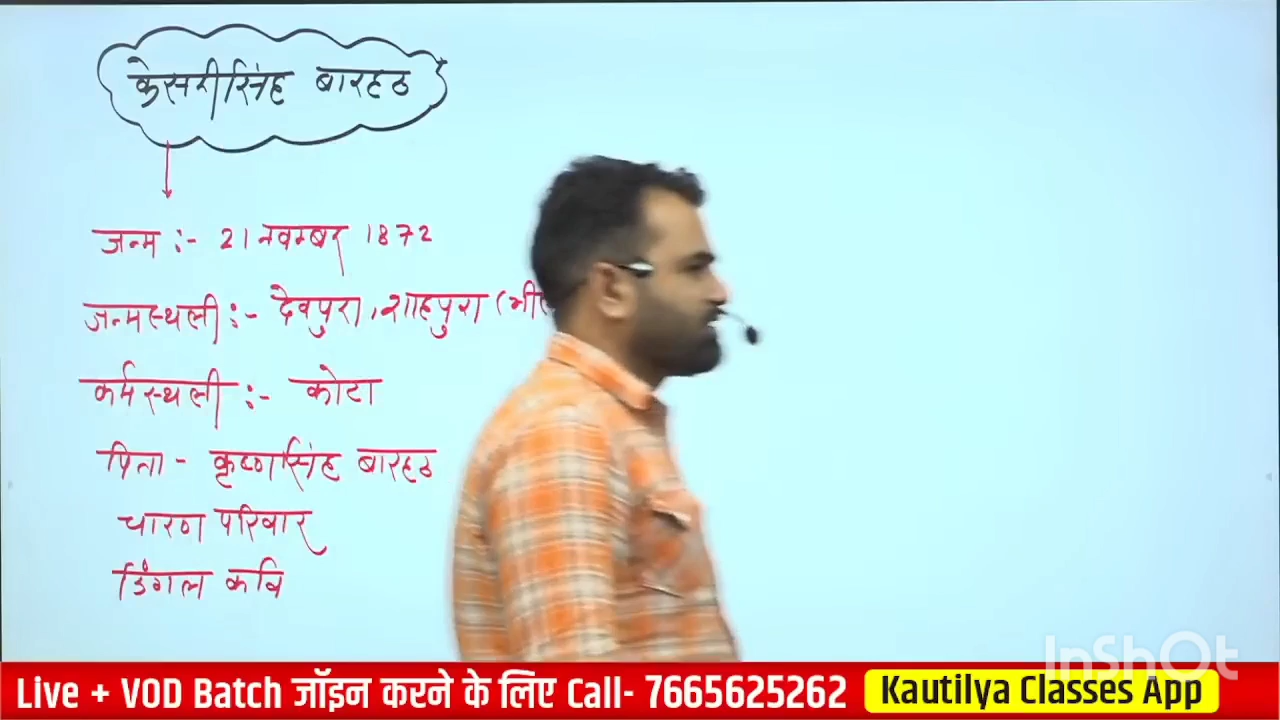 केसरीसिंह बारहठ
जन्म :- 21 नवम्बर 1872
जन्मस्थली :- देवपुरा, शाहपुरा
कर्मस्थली :- कोटा
पिता - कृष्णसिंह बारहठ
चारण परिवार
डिंगल कवि
InShOt
Live + VOD Batch जॉइन करने के लिए Call- 7665625262 Kautilya Classes App